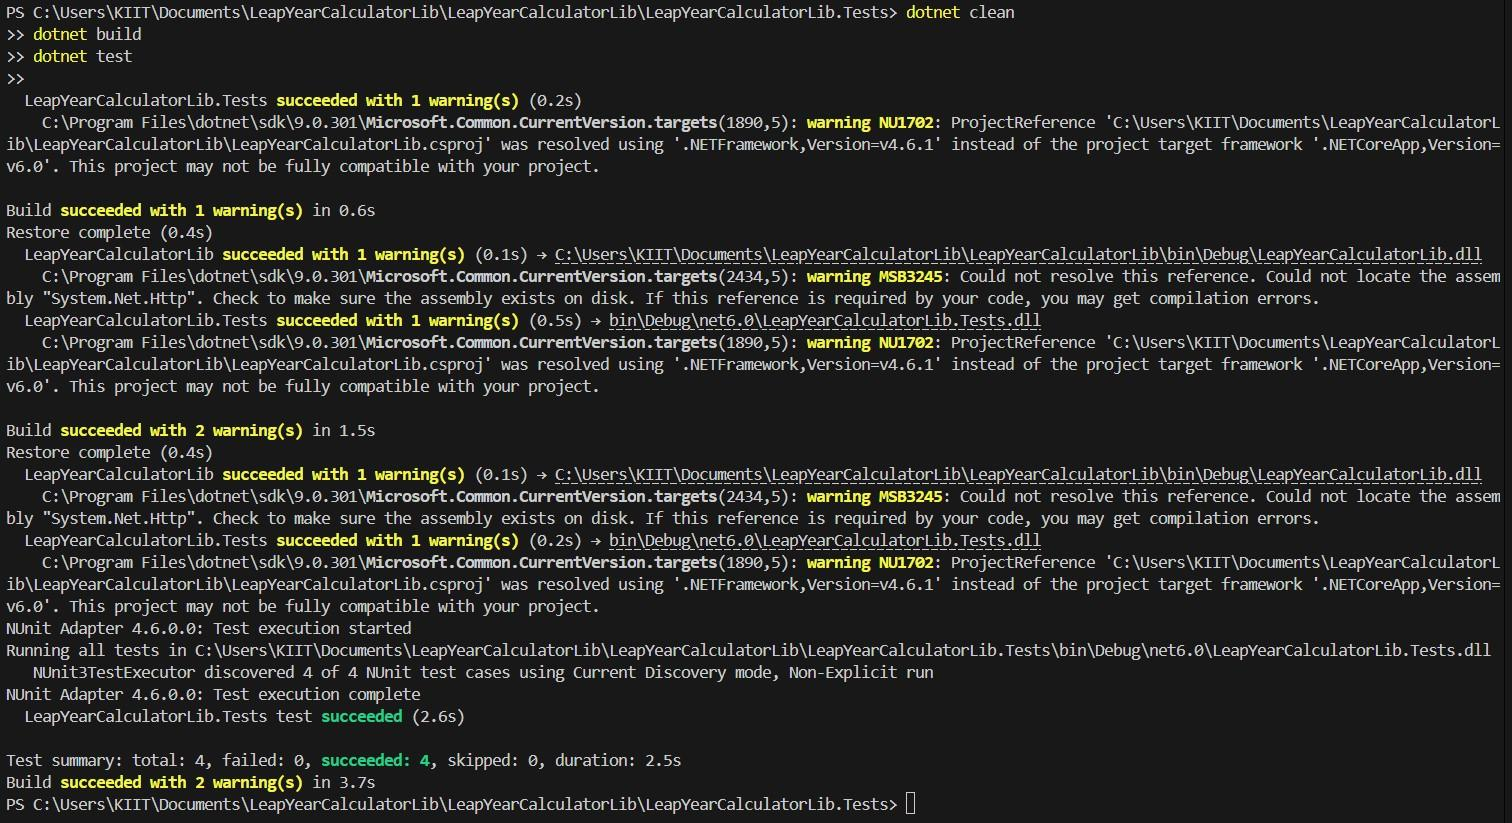 PS C:\Users\KIIT\Documents\LeapYearCalculatorLib\LeapYearCalculatorLib\LeapYearCalculatorLib.Tests> dotnet clean
>> dotnet build
>> dotnet test
>>
  LeapYearCalculatorLib.Tests succeeded with 1 warning(s) (0.2s)
    C:\Program Files\dotnet\sdk\9.0.301\Microsoft.Common.CurrentVersion.targets(1890,5): warning NU1702: ProjectReference 'C:\Users\KIIT\Documents\LeapYearCalculatorL
ib\LeapYearCalculatorLib\LeapYearCalculatorLib.csproj' was resolved using '.NETFramework,Version=v4.6.1' instead of the project target framework '.NETCoreApp,Version=
v6.0'. This project may not be fully compatible with your project.

Build succeeded with 1 warning(s) in 0.6s
Restore complete (0.4s)
  LeapYearCalculatorLib succeeded with 1 warning(s) (0.1s) → C:\Users\KIIT\Documents\LeapYearCalculatorLib\LeapYearCalculatorLib\bin\Debug\LeapYearCalculatorLib.dll
    C:\Program Files\dotnet\sdk\9.0.301\Microsoft.Common.CurrentVersion.targets(2434,5): warning MSB3245: Could not resolve this reference. Could not locate the assem
bly "System.Net.Http". Check to make sure the assembly exists on disk. If this reference is required by your code, you may get compilation errors.
  LeapYearCalculatorLib.Tests succeeded with 1 warning(s) (0.5s) → bin\Debug\net6.0\LeapYearCalculatorLib.Tests.dll
    C:\Program Files\dotnet\sdk\9.0.301\Microsoft.Common.CurrentVersion.targets(1890,5): warning NU1702: ProjectReference 'C:\Users\KIIT\Documents\LeapYearCalculatorL
ib\LeapYearCalculatorLib\LeapYearCalculatorLib.csproj' was resolved using '.NETFramework,Version=v4.6.1' instead of the project target framework '.NETCoreApp,Version=
v6.0'. This project may not be fully compatible with your project.

Build succeeded with 2 warning(s) in 1.5s
Restore complete (0.4s)
  LeapYearCalculatorLib succeeded with 1 warning(s) (0.1s) → C:\Users\KIIT\Documents\LeapYearCalculatorLib\LeapYearCalculatorLib\bin\Debug\LeapYearCalculatorLib.dll
    C:\Program Files\dotnet\sdk\9.0.301\Microsoft.Common.CurrentVersion.targets(2434,5): warning MSB3245: Could not resolve this reference. Could not locate the assem
bly "System.Net.Http". Check to make sure the assembly exists on disk. If this reference is required by your code, you may get compilation errors.
  LeapYearCalculatorLib.Tests succeeded with 1 warning(s) (0.2s) → bin\Debug\net6.0\LeapYearCalculatorLib.Tests.dll
    C:\Program Files\dotnet\sdk\9.0.301\Microsoft.Common.CurrentVersion.targets(1890,5): warning NU1702: ProjectReference 'C:\Users\KIIT\Documents\LeapYearCalculatorL
ib\LeapYearCalculatorLib\LeapYearCalculatorLib.csproj' was resolved using '.NETFramework,Version=v4.6.1' instead of the project target framework '.NETCoreApp,Version=
v6.0'. This project may not be fully compatible with your project.
NUnit Adapter 4.6.0.0: Test execution started
Running all tests in C:\Users\KIIT\Documents\LeapYearCalculatorLib\LeapYearCalculatorLib\LeapYearCalculatorLib.Tests\bin\Debug\net6.0\LeapYearCalculatorLib.Tests.dll
   NUnit3TestExecutor discovered 4 of 4 NUnit test cases using Current Discovery mode, Non-Explicit run
NUnit Adapter 4.6.0.0: Test execution complete
  LeapYearCalculatorLib.Tests test succeeded (2.6s)

Test summary: total: 4, failed: 0, succeeded: 4, skipped: 0, duration: 2.5s
Build succeeded with 2 warning(s) in 3.7s
PS C:\Users\KIIT\Documents\LeapYearCalculatorLib\LeapYearCalculatorLib\LeapYearCalculatorLib.Tests>